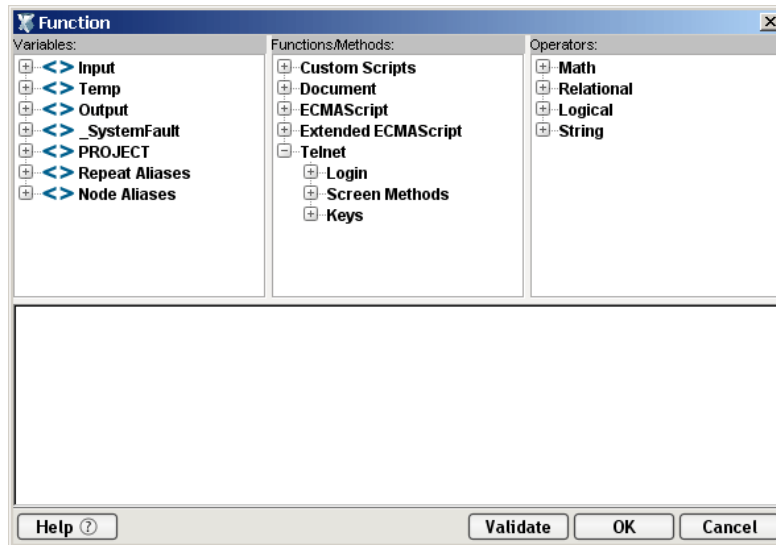 Function
Variables:
Functions/Methods:
Operators:
<> Input
<> Temp
<> Output
<> _SystemFault
<> PROJECT
<> Repeat Aliases
<> Node Aliases
Custom Scripts
Document
ECMAScript
Extended ECMAScript
Telnet
Login
Screen Methods
Keys
Math
Relational
Logical
String
Help ?
Validate
OK
Cancel